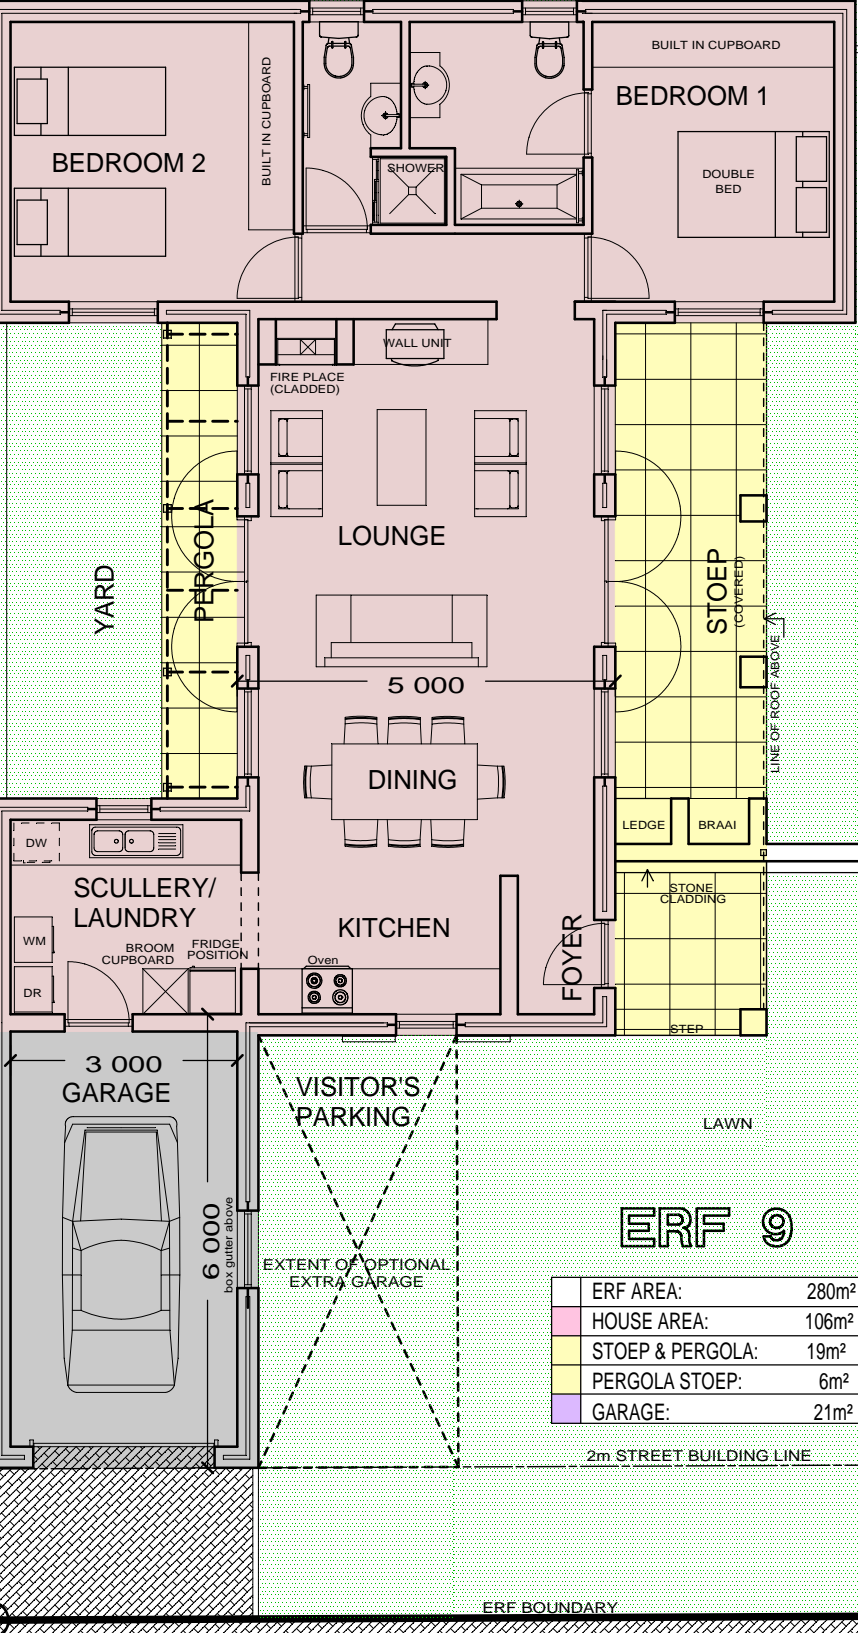 BUILT IN CUPBOARD
BEDROOM 1
BUILT IN CUPBOARD
BEDROOM 2
SHOWER
DOUBLE
BED
WALL UNIT
FIRE PLACE
(CLADDED)
LOUNGE
PERGOLA
YARD
STOEP
(COVERED)
LINE OF ROOF ABOVE
5 000
DINING
LEDGE
BRAAI
DW
SCULLERY/
LAUNDRY
STONE
CLADDING
KITCHEN
FOYER
WM
BROOM
CUPBOARD
FRIDGE
POSITION
Oven
DR
STEP
3 000
GARAGE
VISITOR'S
PARKING
LAWN
6 000
box gutter above
EXTENT OF OPTIONAL
EXTRA GARAGE
ERF 9
ERF AREA: 280m²
HOUSE AREA: 106m²
STOEP & PERGOLA: 19m²
PERGOLA STOEP: 6m²
GARAGE: 21m²
2m STREET BUILDING LINE
ERF BOUNDARY